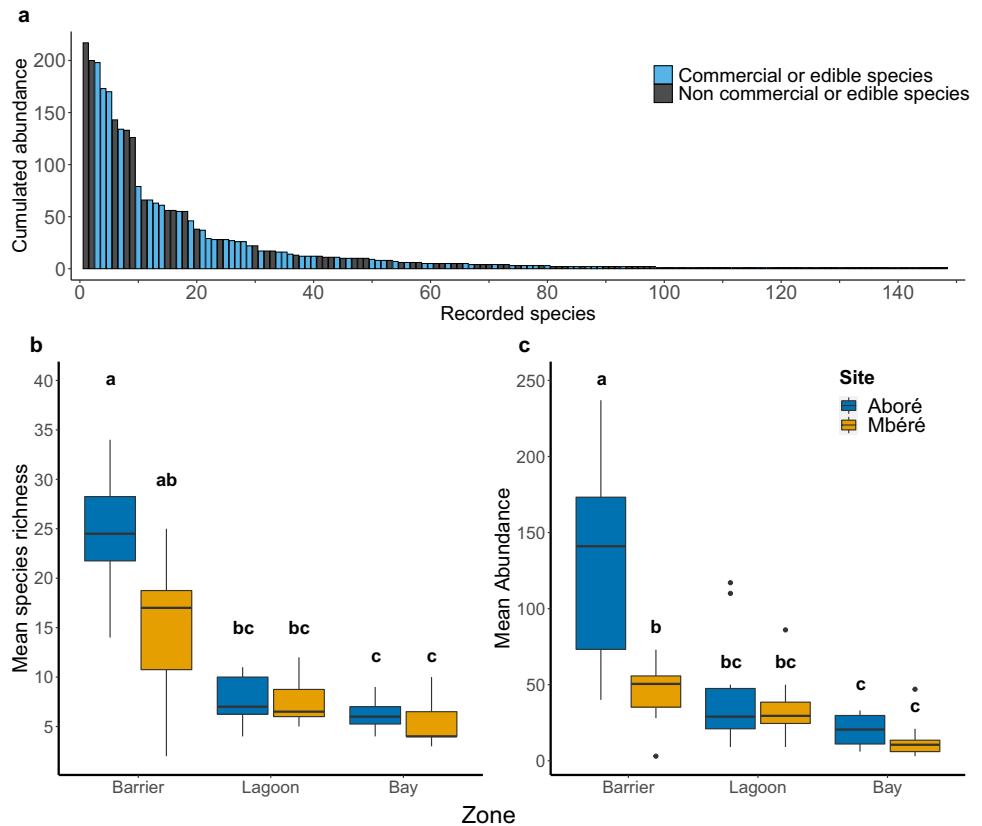 a
Cumulated abundance
200
150
100
50
0
Commercial or edible species
Non commercial or edible species
0 20 40 60 80 100 120 140
Recorded species
b
Mean species richness
40
35
30
25
20
15
10
5
a
ab
bc
bc
c
c
Barrier Lagoon Bay
c
Mean Abundance
250
200
150
100
50
0
a
b
bc
bc
c
c
Site
Aboré
Mbéré
Barrier Lagoon Bay
Zone